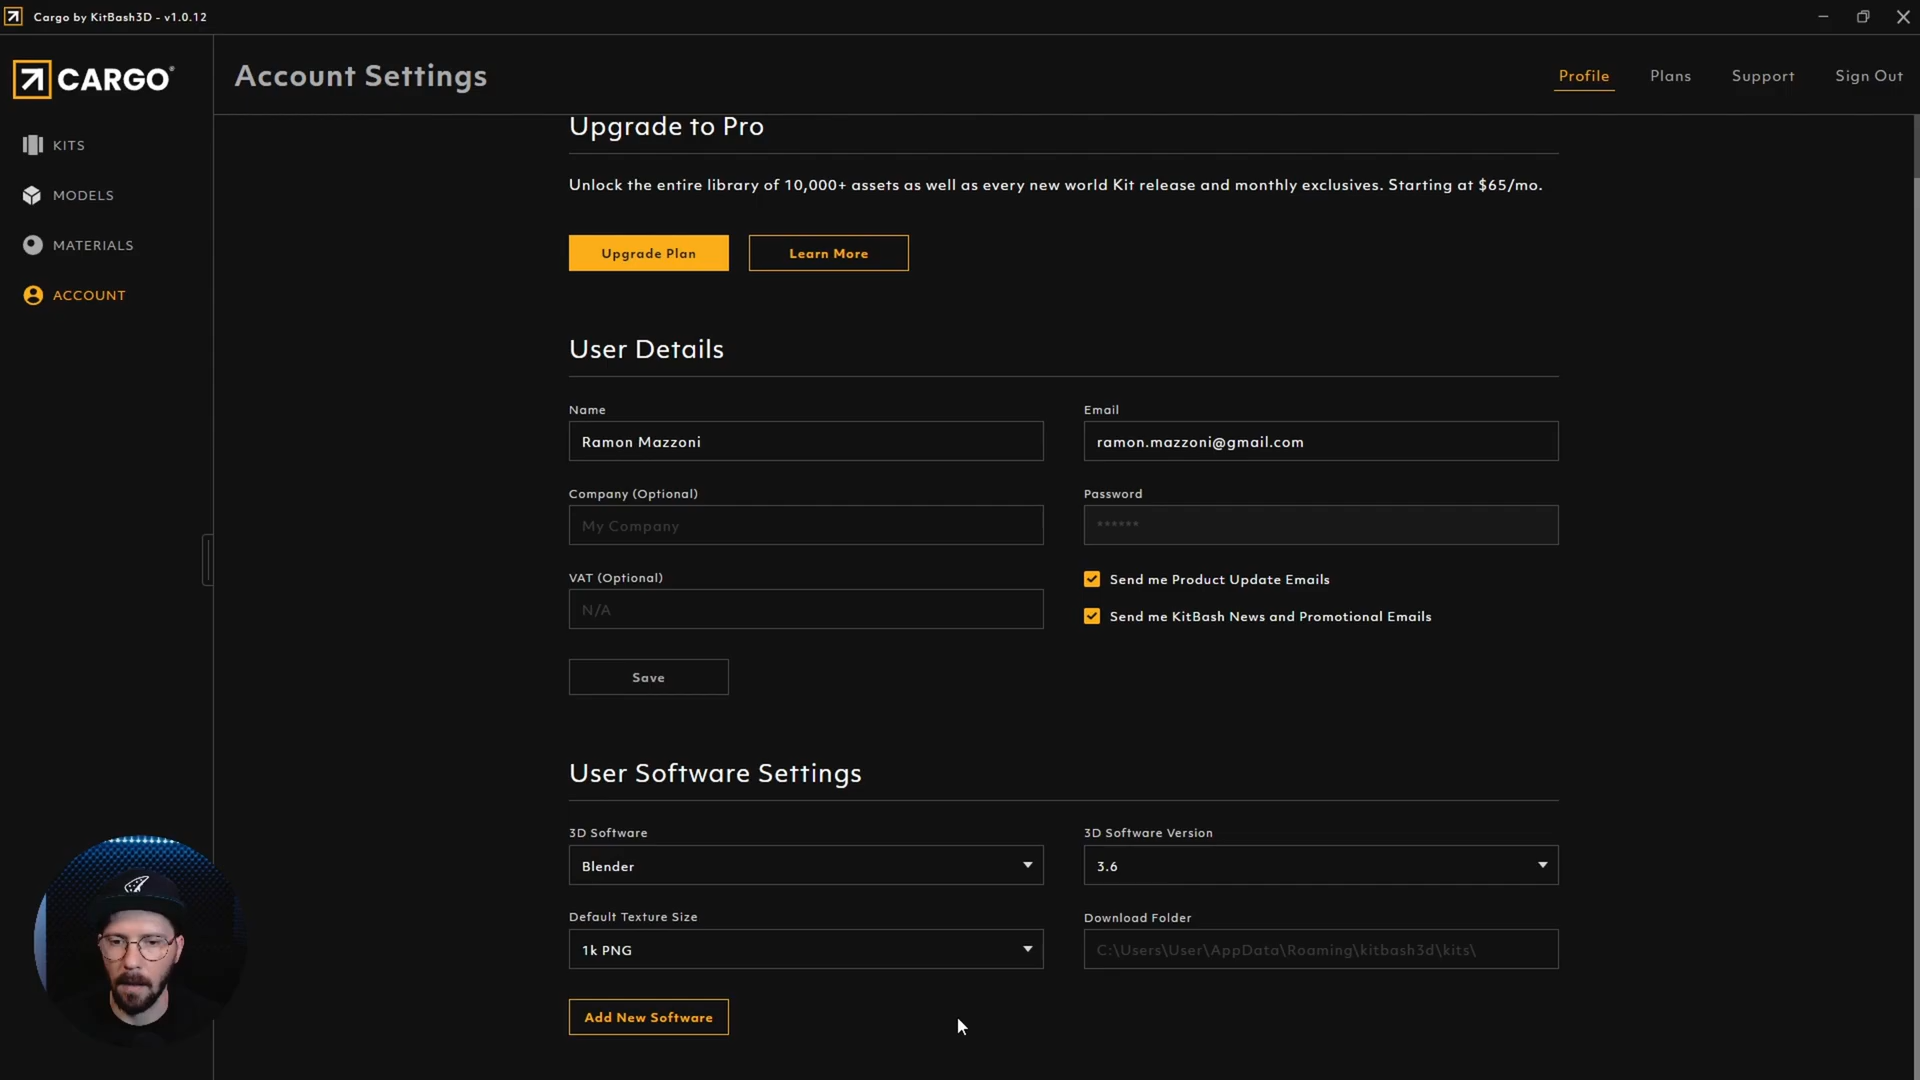 Cargo by KitBash3D - v1.0.12
CARGO®
Account Settings
Profile
Plans
Support
Sign Out
KITS
MODELS
MATERIALS
ACCOUNT
Upgrade to Pro
Unlock the entire library of 10,000+ assets as well as every new world Kit release and monthly exclusives. Starting at $65/mo.
Upgrade Plan
Learn More
User Details
Name
Email
Ramon Mazzoni
ramon.mazzoni@gmail.com
Company (Optional)
Password
My Company
******
VAT (Optional)
Send me Product Update Emails
N/A
Send me KitBash News and Promotional Emails
Save
User Software Settings
3D Software
3D Software Version
Blender
3.6
Default Texture Size
Download Folder
1k PNG
C:\Users\User\AppData\Roaming\kitbash3d\kits\
Add New Software